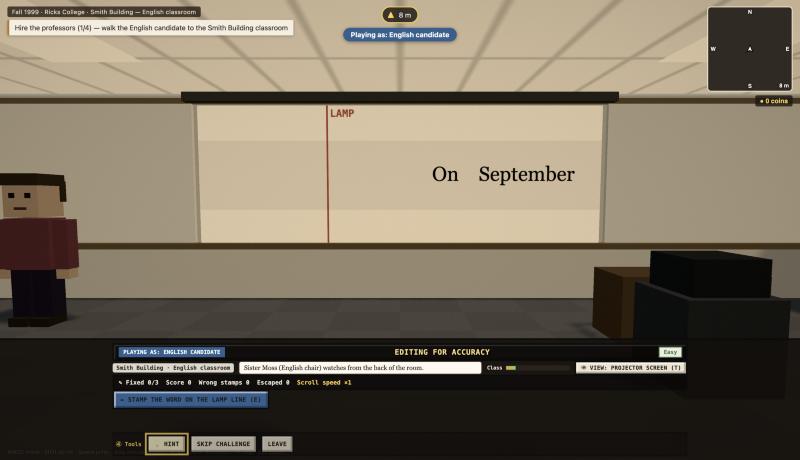 Fall 1999 · Ricks College · Smith Building — English classroom
Hire the professors (1/4) — walk the English candidate to the Smith Building classroom
▲ 8 m
Playing as: English candidate
N
W A E
S
8 m
● 0 coins
LAMP
On September
PLAYING AS: ENGLISH CANDIDATE
EDITING FOR ACCURACY
Easy
Smith Building · English classroom
Sister Moss (English chair) watches from the back of the room.
Class
VIEW: PROJECTOR SCREEN (T)
Fixed 0/3 Score 0 Wrong stamps 0 Escaped 0 Scroll speed ×1
STAMP THE WORD ON THE LAMP LINE (E)
Tools
HINT
SKIP CHALLENGE
LEAVE